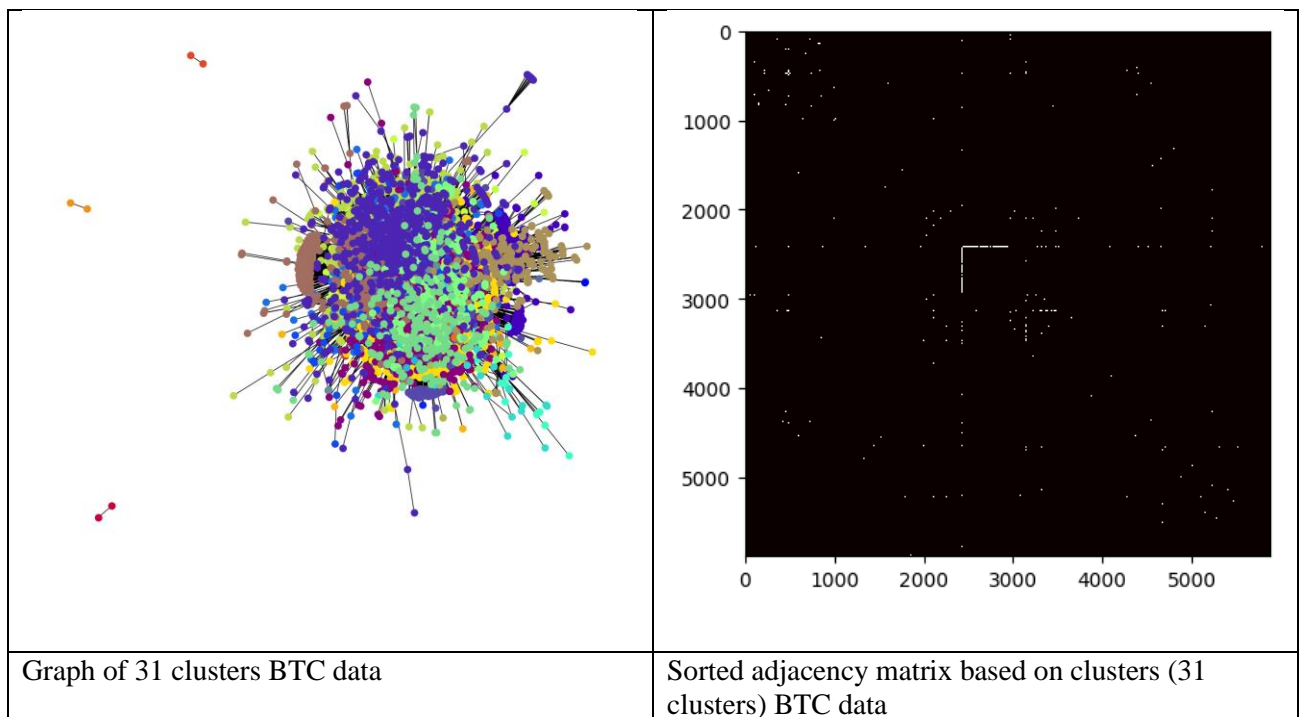 0
1000
2000
3000
4000
5000
0 1000 2000 3000 4000 5000
Graph of 31 clusters BTC data
Sorted adjacency matrix based on clusters (31
clusters) BTC data